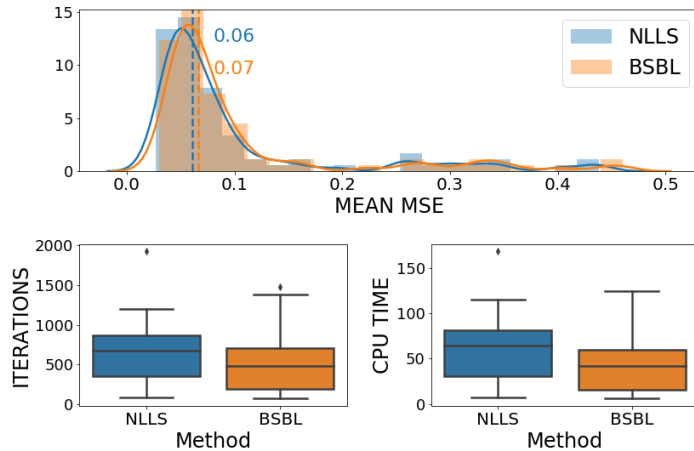 15
10
5
0
0.06
0.07
NLLS
BSBL
0.0 0.1 0.2 0.3 0.4 0.5
MEAN MSE
ITERATIONS
2000
1500
1000
500
0
NLLS BSBL
Method
CPU TIME
150
100
50
0
NLLS BSBL
Method